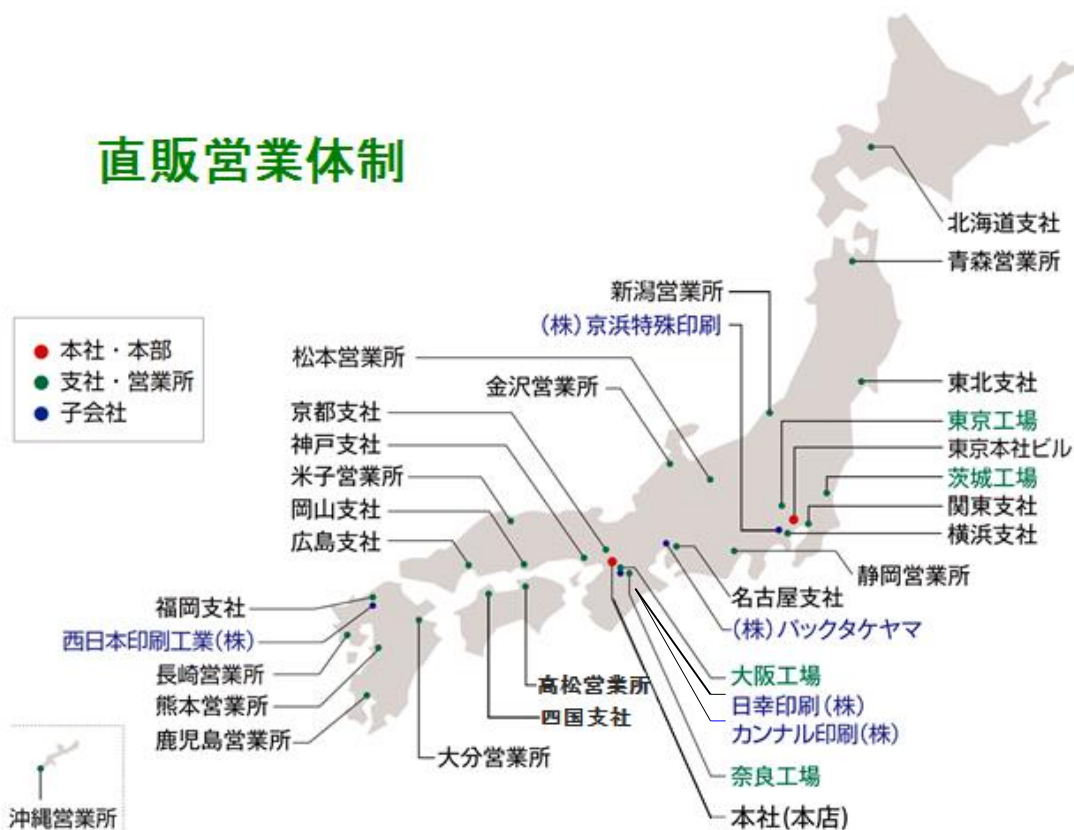 直販営業体制
本社・本部
支社・営業所
子会社
北海道支社
青森営業所
新潟営業所
(株)京浜特殊印刷
松本営業所
金沢営業所
東北支社
京都支社
東京工場
神戸支社
東京本社ビル
米子営業所
茨城工場
岡山支社
関東支社
広島支社
横浜支社
静岡営業所
福岡支社
名古屋支社
西日本印刷工業(株)
(株)パックタケヤマ
長崎営業所
大阪工場
高松営業所
熊本営業所
日幸印刷(株)
四国支社
カンナル印刷(株)
鹿児島営業所
大分営業所
奈良工場
沖縄営業所
本社(本店)